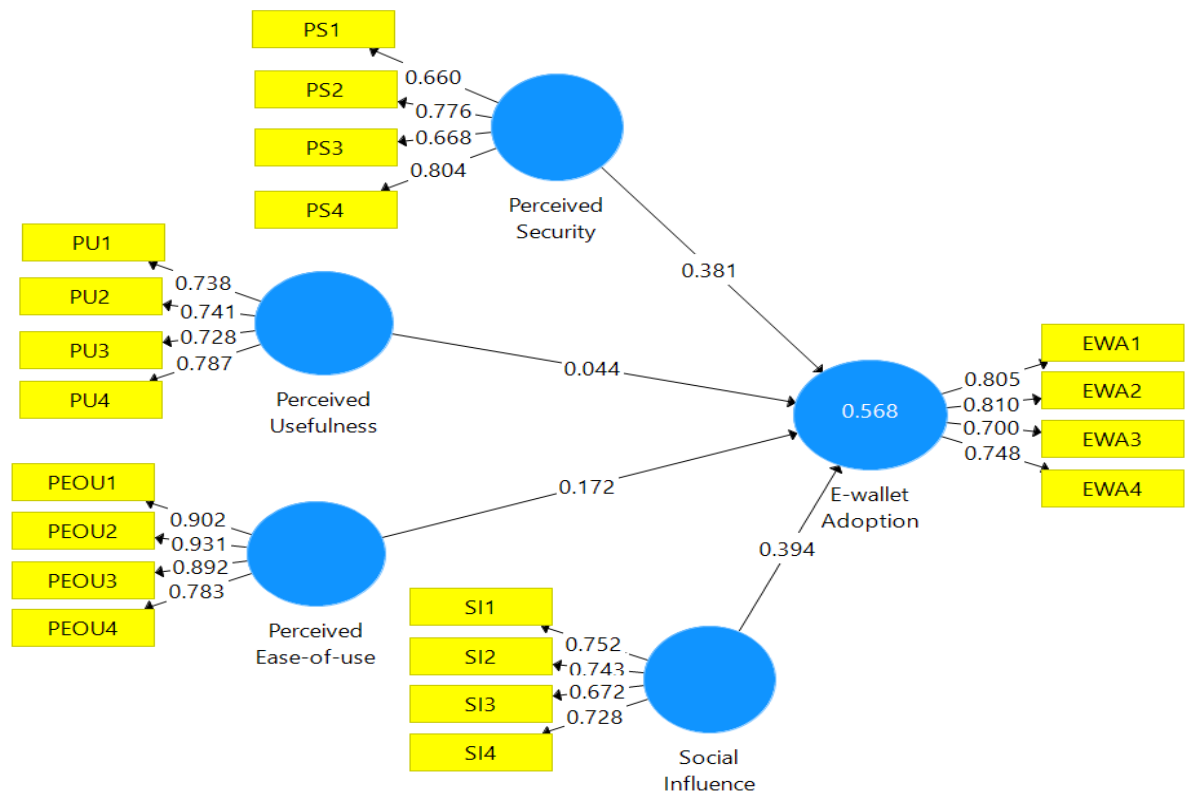 PS1
0.660
PS2
0.776
PS3
0.668
PS4
0.804
Perceived
Security
0.381
PU1
0.738
PU2
0.741
PU3
0.728
PU4
0.787
Perceived
Usefulness
0.044
PEOU1
0.902
PEOU2
0.931
PEOU3
0.892
PEOU4
0.783
Perceived
Ease-of-use
0.172
SI1
0.752
SI2
0.743
SI3
0.672
SI4
0.728
Social
Influence
0.394
0.568
E-wallet
Adoption
EWA1
0.805
EWA2
0.810
EWA3
0.700
EWA4
0.748